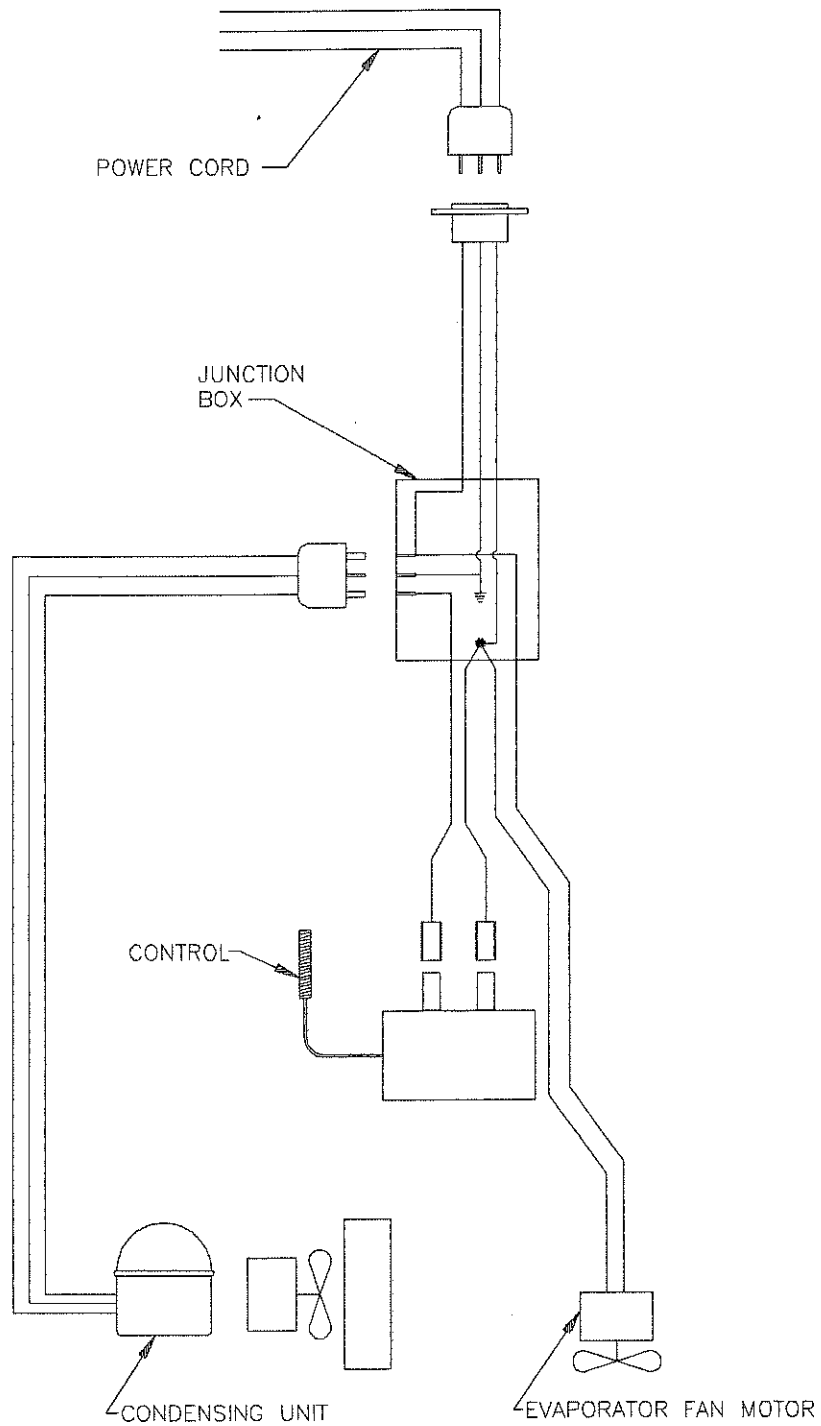 POWER CORD
JUNCTION
BOX
CONTROL
CONDENSING UNIT
EVAPORATOR FAN MOTOR